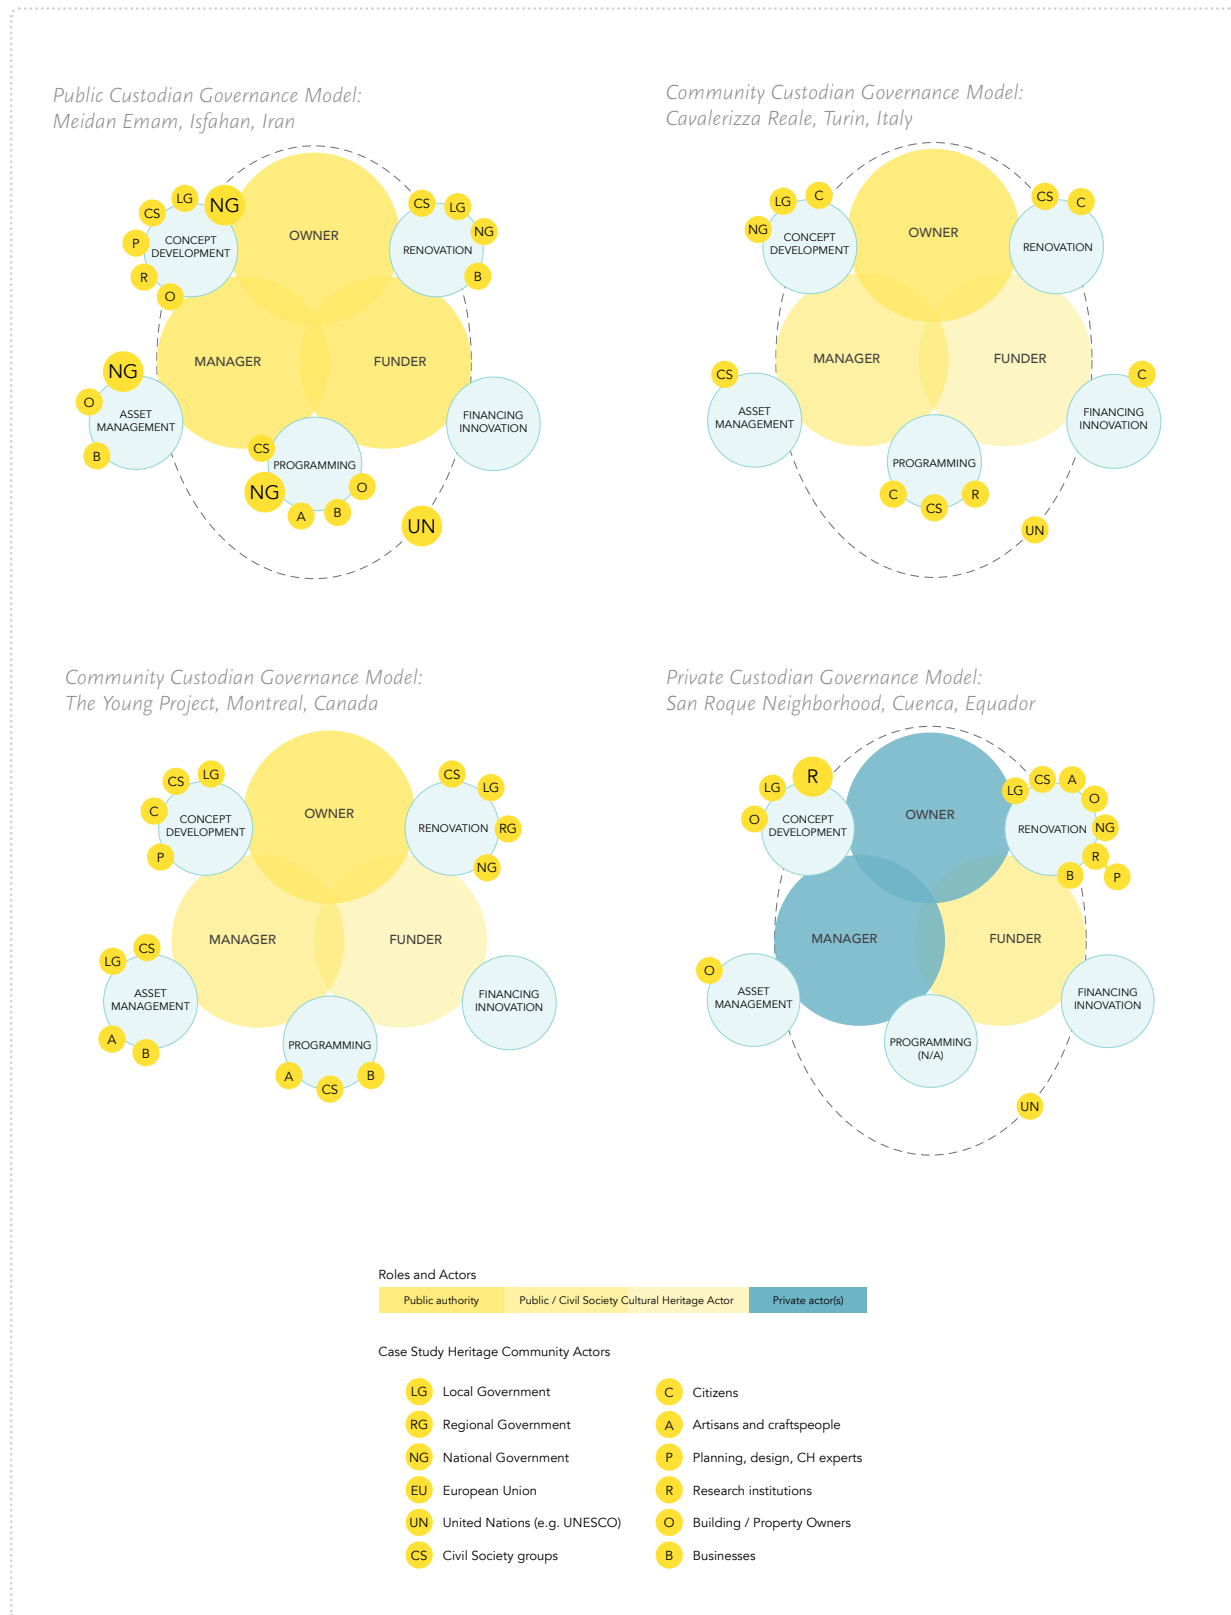 Public Custodian Governance Model:
Meidan Emam, Isfahan, Iran
LG
NG
CS
P
R
O
CONCEPT
DEVELOPMENT
OWNER
CS
LG
NG
B
RENOVATION
MANAGER
FUNDER
NG
O
B
ASSET
MANAGEMENT
CS
PROGRAMMING
NG
A
B
O
FINANCING
INNOVATION
UN
Community Custodian Governance Model:
Cavalerizza Reale, Turin, Italy
LG
C
NG
CONCEPT
DEVELOPMENT
OWNER
CS
C
RENOVATION
MANAGER
FUNDER
CS
ASSET
MANAGEMENT
PROGRAMMING
C
CS
R
C
FINANCING
INNOVATION
UN
Community Custodian Governance Model:
The Young Project, Montreal, Canada
LG
CS
C
P
CONCEPT
DEVELOPMENT
OWNER
CS
LG
RG
NG
RENOVATION
MANAGER
FUNDER
CS
LG
ASSET
MANAGEMENT
A
B
PROGRAMMING
A
CS
B
FINANCING
INNOVATION
Private Custodian Governance Model:
San Roque Neighborhood, Cuenca, Equador
R
LG
O
CONCEPT
DEVELOPMENT
OWNER
LG
CS
A
O
NG
R
P
B
RENOVATION
MANAGER
FUNDER
O
ASSET
MANAGEMENT
PROGRAMMING
(N/A)
FINANCING
INNOVATION
UN
Roles and Actors
Public authority
Public / Civil Society Cultural Heritage Actor
Private actor(s)
Case Study Heritage Community Actors
LG Local Government
RG Regional Government
NG National Government
EU European Union
UN United Nations (e.g. UNESCO)
CS Civil Society groups
C Citizens
A Artisans and craftspeople
P Planning, design, CH experts
R Research institutions
O Building / Property Owners
B Businesses